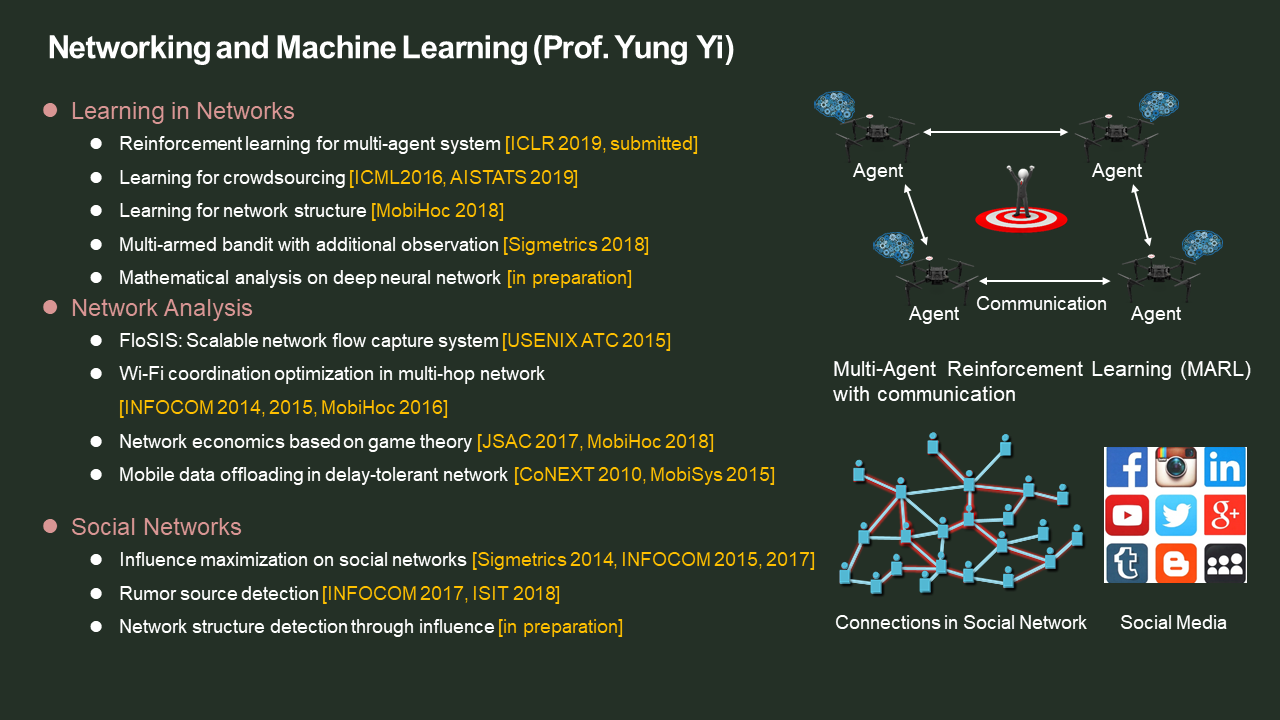 Networking and Machine Learning (Prof. Yung Yi)
Learning in Networks
Reinforcement learning for multi-agent system [ICLR 2019, submitted]
Learning for crowdsourcing [ICML2016, AISTATS 2019]
Learning for network structure [MobiHoc 2018]
Multi-armed bandit with additional observation [Sigmetrics 2018]
Mathematical analysis on deep neural network [in preparation]
Network Analysis
FloSIS: Scalable network flow capture system [USENIX ATC 2015]
Wi-Fi coordination optimization in multi-hop network
[INFOCOM 2014, 2015, MobiHoc 2016]
Network economics based on game theory [JSAC 2017, MobiHoc 2018]
Mobile data offloading in delay-tolerant network [CoNEXT 2010, MobiSys 2015]
Social Networks
Influence maximization on social networks [Sigmetrics 2014, INFOCOM 2015, 2017]
Rumor source detection [INFOCOM 2017, ISIT 2018]
Network structure detection through influence [in preparation]
Agent
Agent
Agent
Communication
Agent
Multi-Agent Reinforcement Learning (MARL)
with communication
f
in
g+
t
Connections in Social Network
Social Media